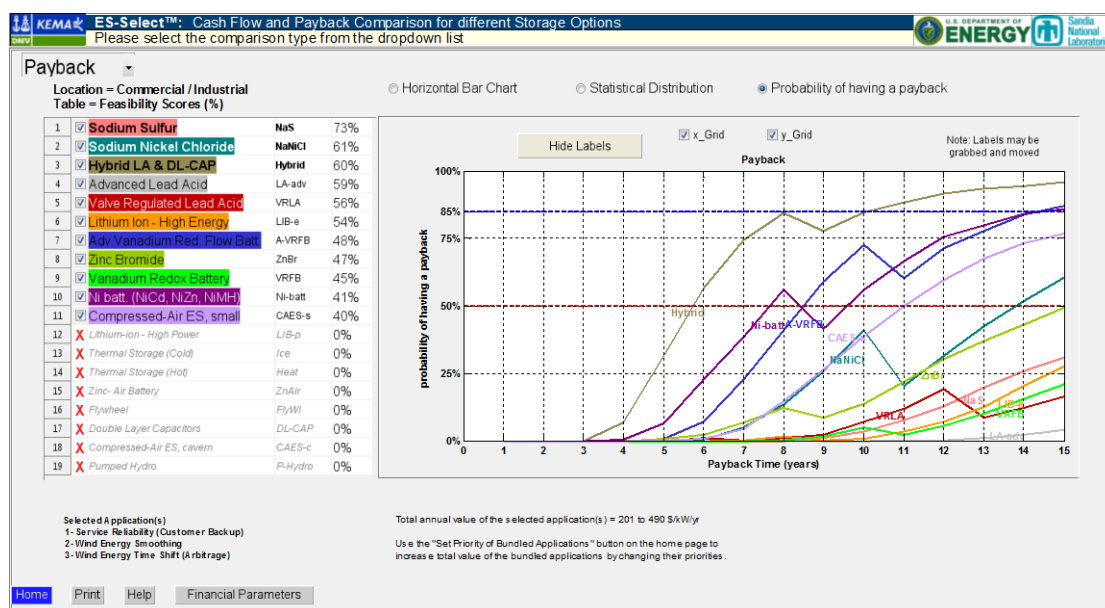 KEMA ES-Select™: Cash Flow and Payback Comparison for different Storage Options
DNV Please select the comparison type from the dropdown list
U.S. DEPARTMENT OF
ENERGY
Sandia
National
Laboratori
Payback
Location = Commercial / Industrial
Table = Feasibility Scores (%)
Horizontal Bar Chart Statistical Distribution Probability of having a payback
1 Sodium Sulfur NaS 73%
2 Sodium Nickel Chloride NaNiCl 61%
3 Hybrid LA & DL-CAP Hybrid 60%
4 Advanced Lead Acid LA-adv 59%
5 Valve Regulated Lead Acid VRLA 56%
6 Lithium Ion - High Energy LIB-e 54%
7 Adv.Vanadium Red. Flow Batt A-VRFB 48%
8 Zinc Bromide ZnBr 47%
9 Vanadium Redox Battery VRFB 45%
10 Ni batt. (NiCd, NiZn, NiMH) Ni-batt 41%
11 Compressed-Air ES, small CAES-s 40%
12 X Lithium-ion - High Power LIB-p 0%
13 X Thermal Storage (Cold) Ice 0%
14 X Thermal Storage (Hot) Heat 0%
15 X Zinc- Air Battery ZnAir 0%
16 X Flywheel FlyWl 0%
17 X Double Layer Capacitors DL-CAP 0%
18 X Compressed-Air ES, cavern CAES-c 0%
19 X Pumped Hydro P-Hydro 0%
Hide Labels
x_Grid y_Grid
Note: Labels may be
grabbed and moved
Payback
100%
85%
75%
50%
25%
0%
probability of having a payback
Hybrid
Ni-batt
A-VRFB
CAES-s
NaNiCl
ZnBr
NaS
VRLA
LIB-e
VRFB
LA-adv
0 1 2 3 4 5 6 7 8 9 10 11 12 13 14 15
Payback Time (years)
Selected Application(s)
1- Service Reliability (Customer Backup)
2- Wind Energy Smoothing
3- Wind Energy Time Shift (Arbitrage)
Total annual value of the selected application(s) = 201 to 490 $/kW/yr
Use the "Set Priority of Bundled Applications" button on the home page to
increase total value of the bundled applications by changing their priorities.
Home Print Help Financial Parameters